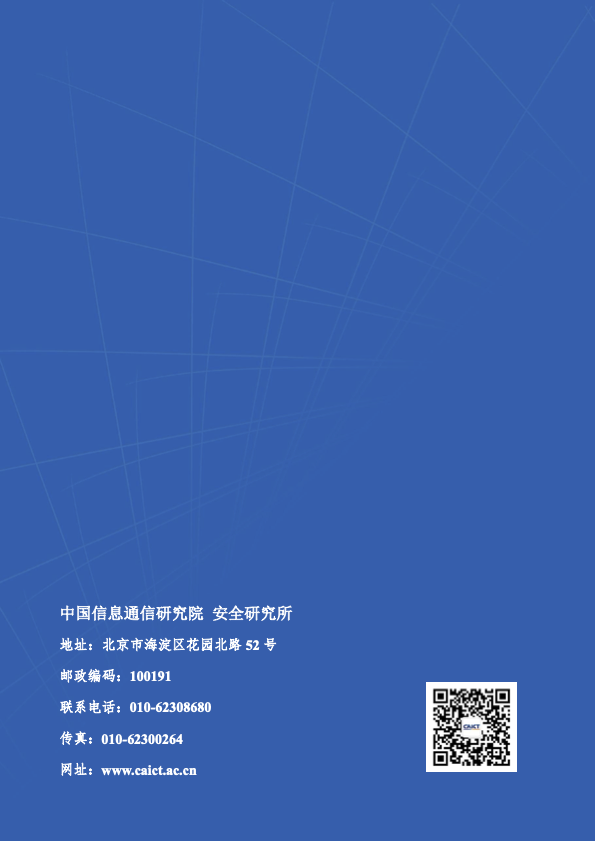 中国信息通信研究院 安全研究所
地址：北京市海淀区花园北路 52 号
邮政编码：100191
联系电话：010-62308680
传真：010-62300264
网址：www.caict.ac.cn
CAICT